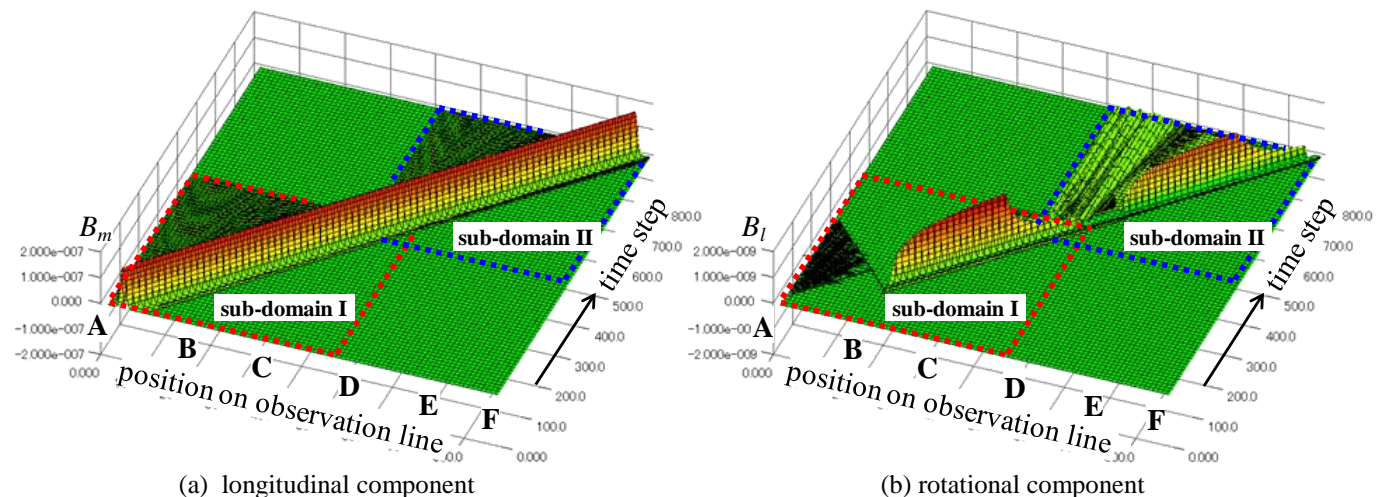 B_m
2.000e-007
1.000e-007
0.000
-1.000e-007
-2.000e-007
0.000
A
B
C
D
E
F
position on observation line
0.000
100.0
200.0
300.0
400.0
500.0
600.0
700.0
800.0
time step
sub-domain I
sub-domain II
(a) longitudinal component
B_l
2.000e-009
1.000e-009
0.000
-1.000e-00
-2.000e-009
0.000
A
B
C
D
E
F
position on observation line
0.000
100.0
200.0
300.0
400.0
500.0
600.0
700.0
800.0
time step
sub-domain I
sub-domain II
(b) rotational component